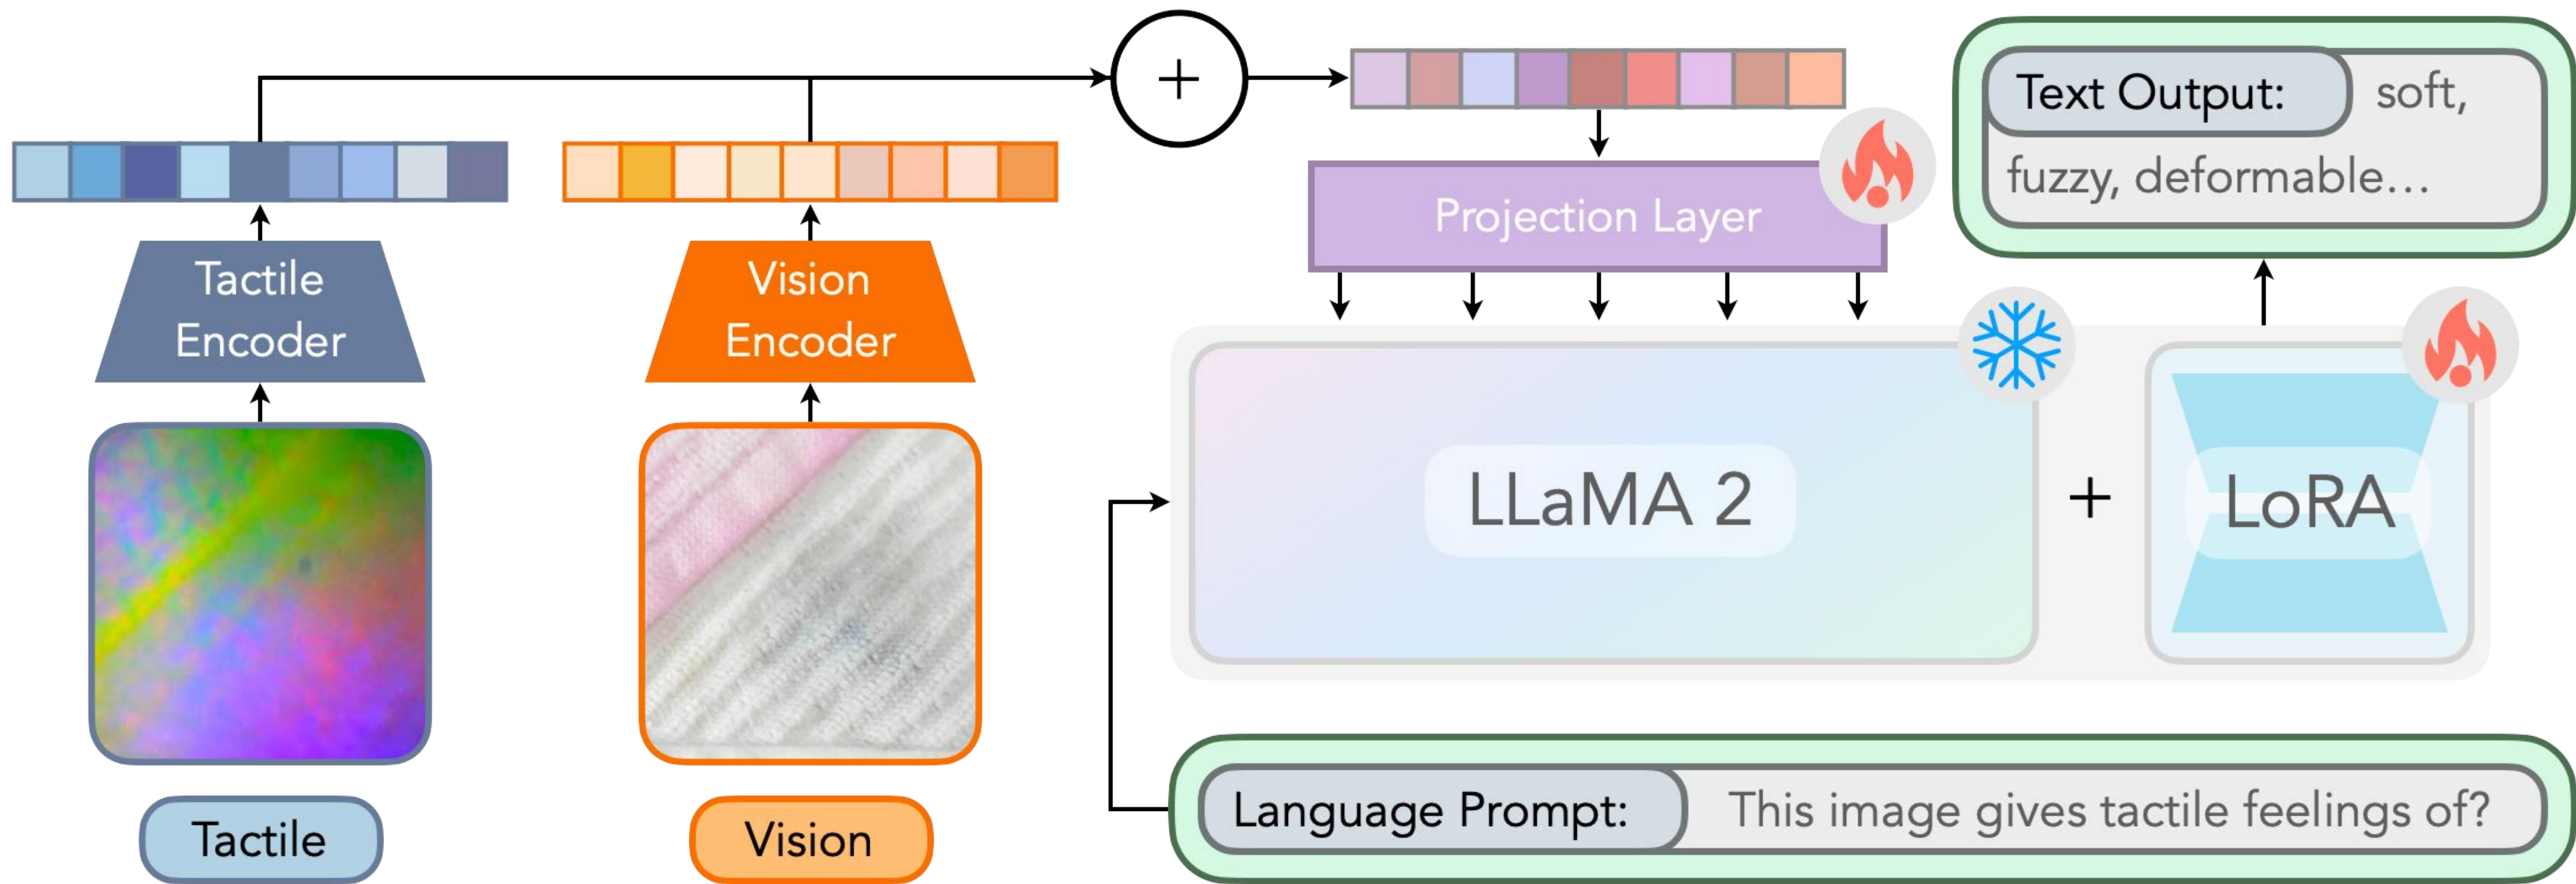 Tactile
Encoder
Tactile
Vision
Encoder
Vision
+
Projection Layer
Text Output: soft,
fuzzy, deformable...
LLaMA 2
+
LoRA
Language Prompt: This image gives tactile feelings of?